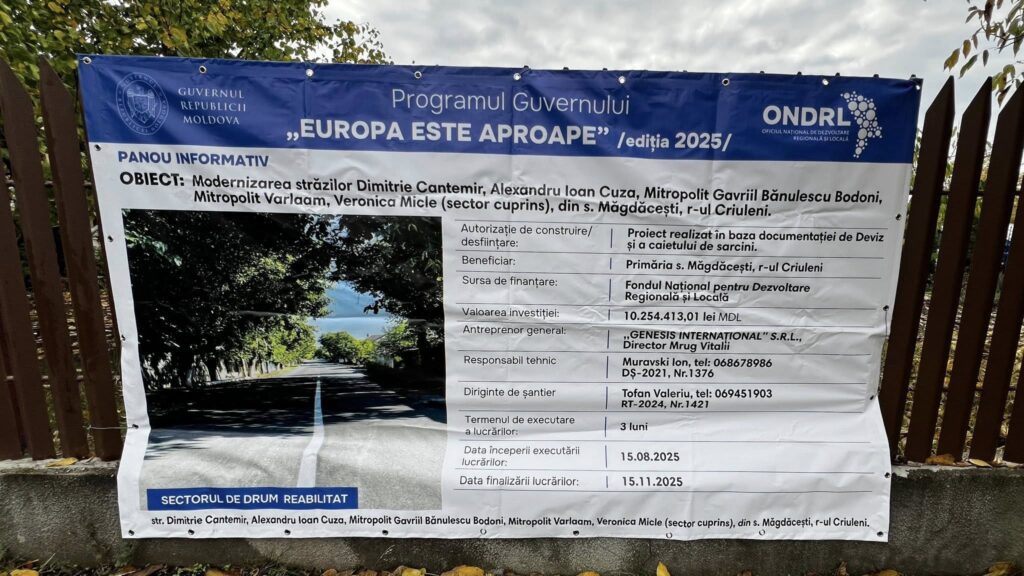 GUVERNUL
REPUBLICII
MOLDOVA
Programul Guvernului
„EUROPA ESTE APROAPE” /ediția 2025/
ONDRL
OFICIUL NAȚIONAL DE DEZVOLTARE
REGIONALĂ ȘI LOCALĂ
PANOU INFORMATIV
OBIECT: Modernizarea străzilor Dimitrie Cantemir, Alexandru Ioan Cuza, Mitropolit Gavriil Bănulescu Bodoni,
Mitropolit Varlaam, Veronica Micle (sector cuprins), din s. Măgdăcești, r-ul Criuleni.
Autorizație de construire/
desființare:
Proiect realizat în baza documentației de Deviz
și a caietului de sarcini.
Beneficiar:
Primăria s. Măgdăcești, r-ul Criuleni
Sursa de finanțare:
Fondul Național pentru Dezvoltare
Regională și Locală
Valoarea investiției:
10.254.413,01 lei MDL
Antreprenor general:
„GENESIS INTERNATIONAL” S.R.L.,
Director Mrug Vitalii
Responsabil tehnic
Muravski Ion, tel: 068678986
DȘ-2021, Nr.1376
Diriginte de șantier
Tofan Valeriu, tel: 069451903
RT-2024, Nr.1421
Termenul de executare
a lucrărilor:
3 luni
Data începerii executării
lucrărilor:
15.08.2025
Data finalizării lucrărilor:
15.11.2025
SECTORUL DE DRUM REABILITAT
str. Dimitrie Cantemir, Alexandru Ioan Cuza, Mitropolit Gavriil Bănulescu Bodoni, Mitropolit Varlaam, Veronica Micle (sector cuprins), din s. Măgdăcești, r-ul Criuleni.